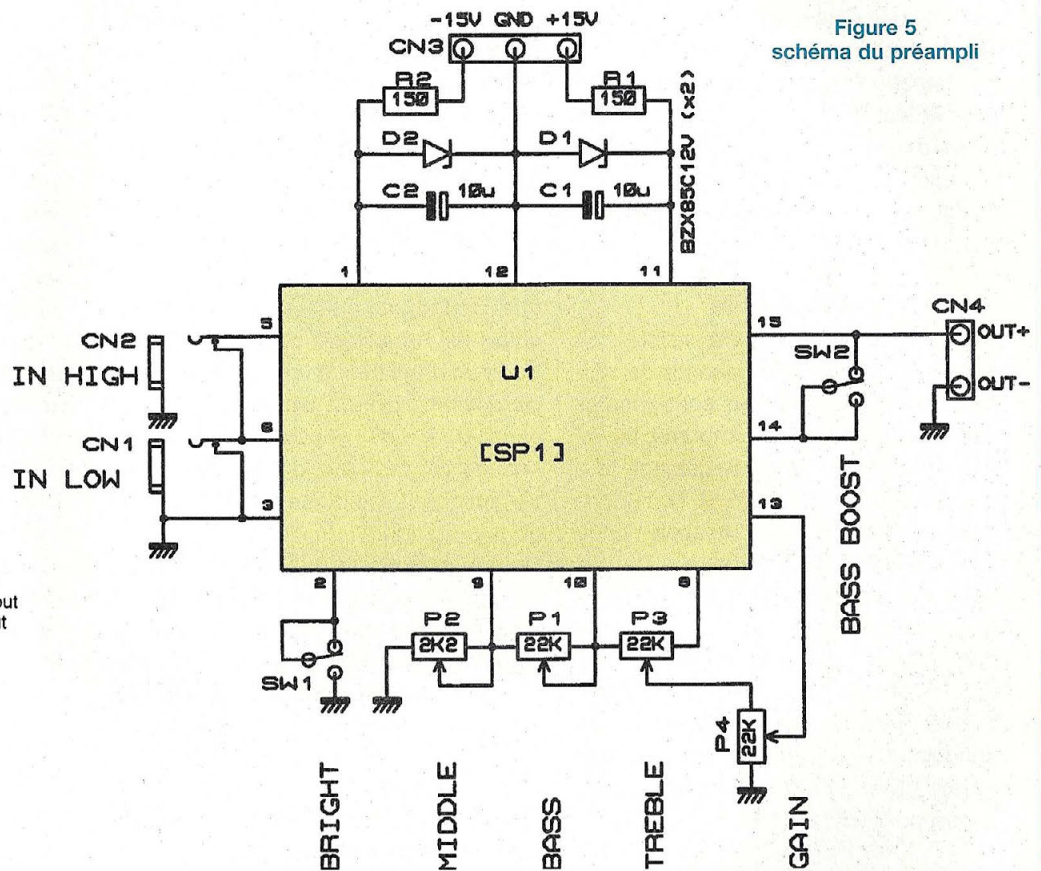 Figure 5
schéma du préampli
-15V GND +15V
CN3
R2
150
R1
150
D2
D1
C2
10u
C1
10u
BZX85C12V (x2)
1
12
11
CN2
IN HIGH
5
U1
[SP1]
15
CN4
OUT+
OUT-
SW2
CN1
IN LOW
6
14
3
13
BASS BOOST
2
9
10
8
SW1
P2
2K2
P1
22K
P3
22K
P4
22K
BRIGHT
MIDDLE
BASS
TREBLE
GAIN
out